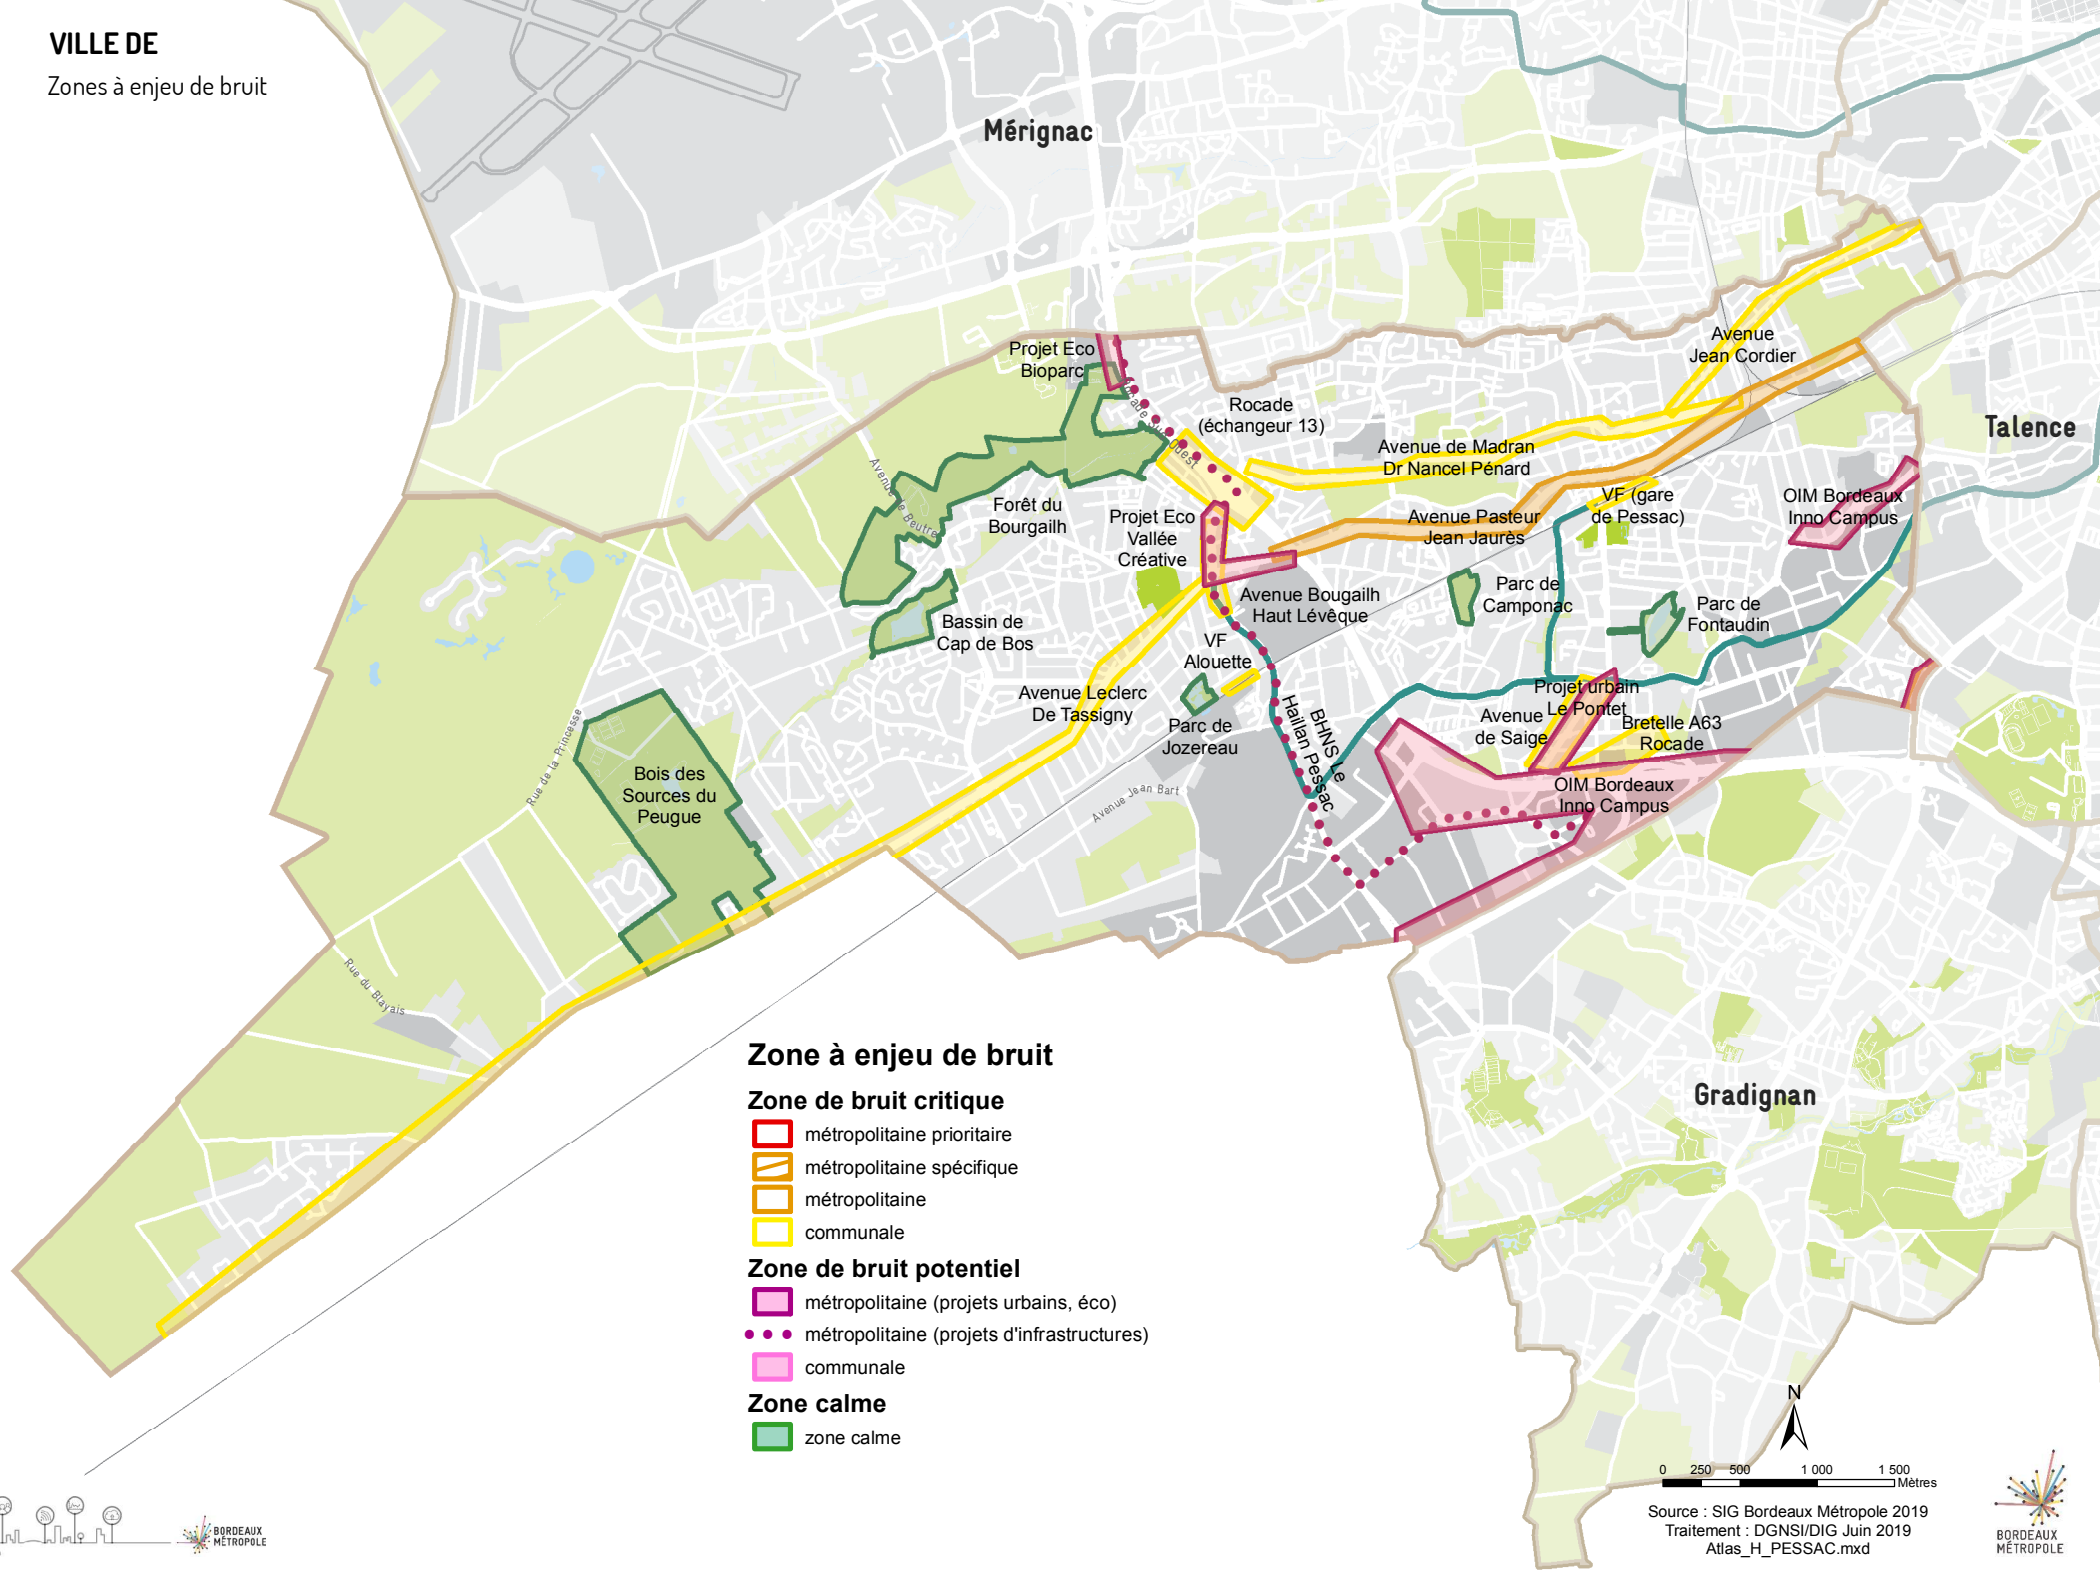 VILLE DE
Zones à enjeu de bruit
Mérignac
Talence
Gradignan
Projet Eco
Bioparc
Rocade Sud Ouest
Rocade
(échangeur 13)
Avenue
Jean Cordier
Avenue de Madran
Dr Nancel Pénard
Avenue de Beutre
Forêt du
Bourgailh
Projet Eco
Vallée
Créative
Avenue Pasteur
Jean Jaurès
VF (gare
de Pessac)
OIM Bordeaux
Inno Campus
Avenue Bougailh
Haut Lévêque
Parc de
Camponac
Parc de
Fontaudin
Bassin de
Cap de Bos
VF
Alouette
Avenue Leclerc
De Tassigny
Parc de
Jozereau
BHNS Le
Haillan Pessac
Projet urbain
Le Pontet
Avenue
de Saige
Bretelle A63
Rocade
OIM Bordeaux
Inno Campus
Rue de la Princesse
Bois des
Sources du
Peugue
Avenue Jean Bart
Rue du Blayais
Zone à enjeu de bruit
Zone de bruit critique
métropolitaine prioritaire
métropolitaine spécifique
métropolitaine
communale
Zone de bruit potentiel
métropolitaine (projets urbains, éco)
métropolitaine (projets d'infrastructures)
communale
Zone calme
zone calme
N
0 250 500 1 000 1 500
Mètres
Source : SIG Bordeaux Métropole 2019
Traitement : DGNSI/DIG Juin 2019
Atlas_H_PESSAC.mxd
BORDEAUX
MÉTROPOLE
BORDEAUX
MÉTROPOLE